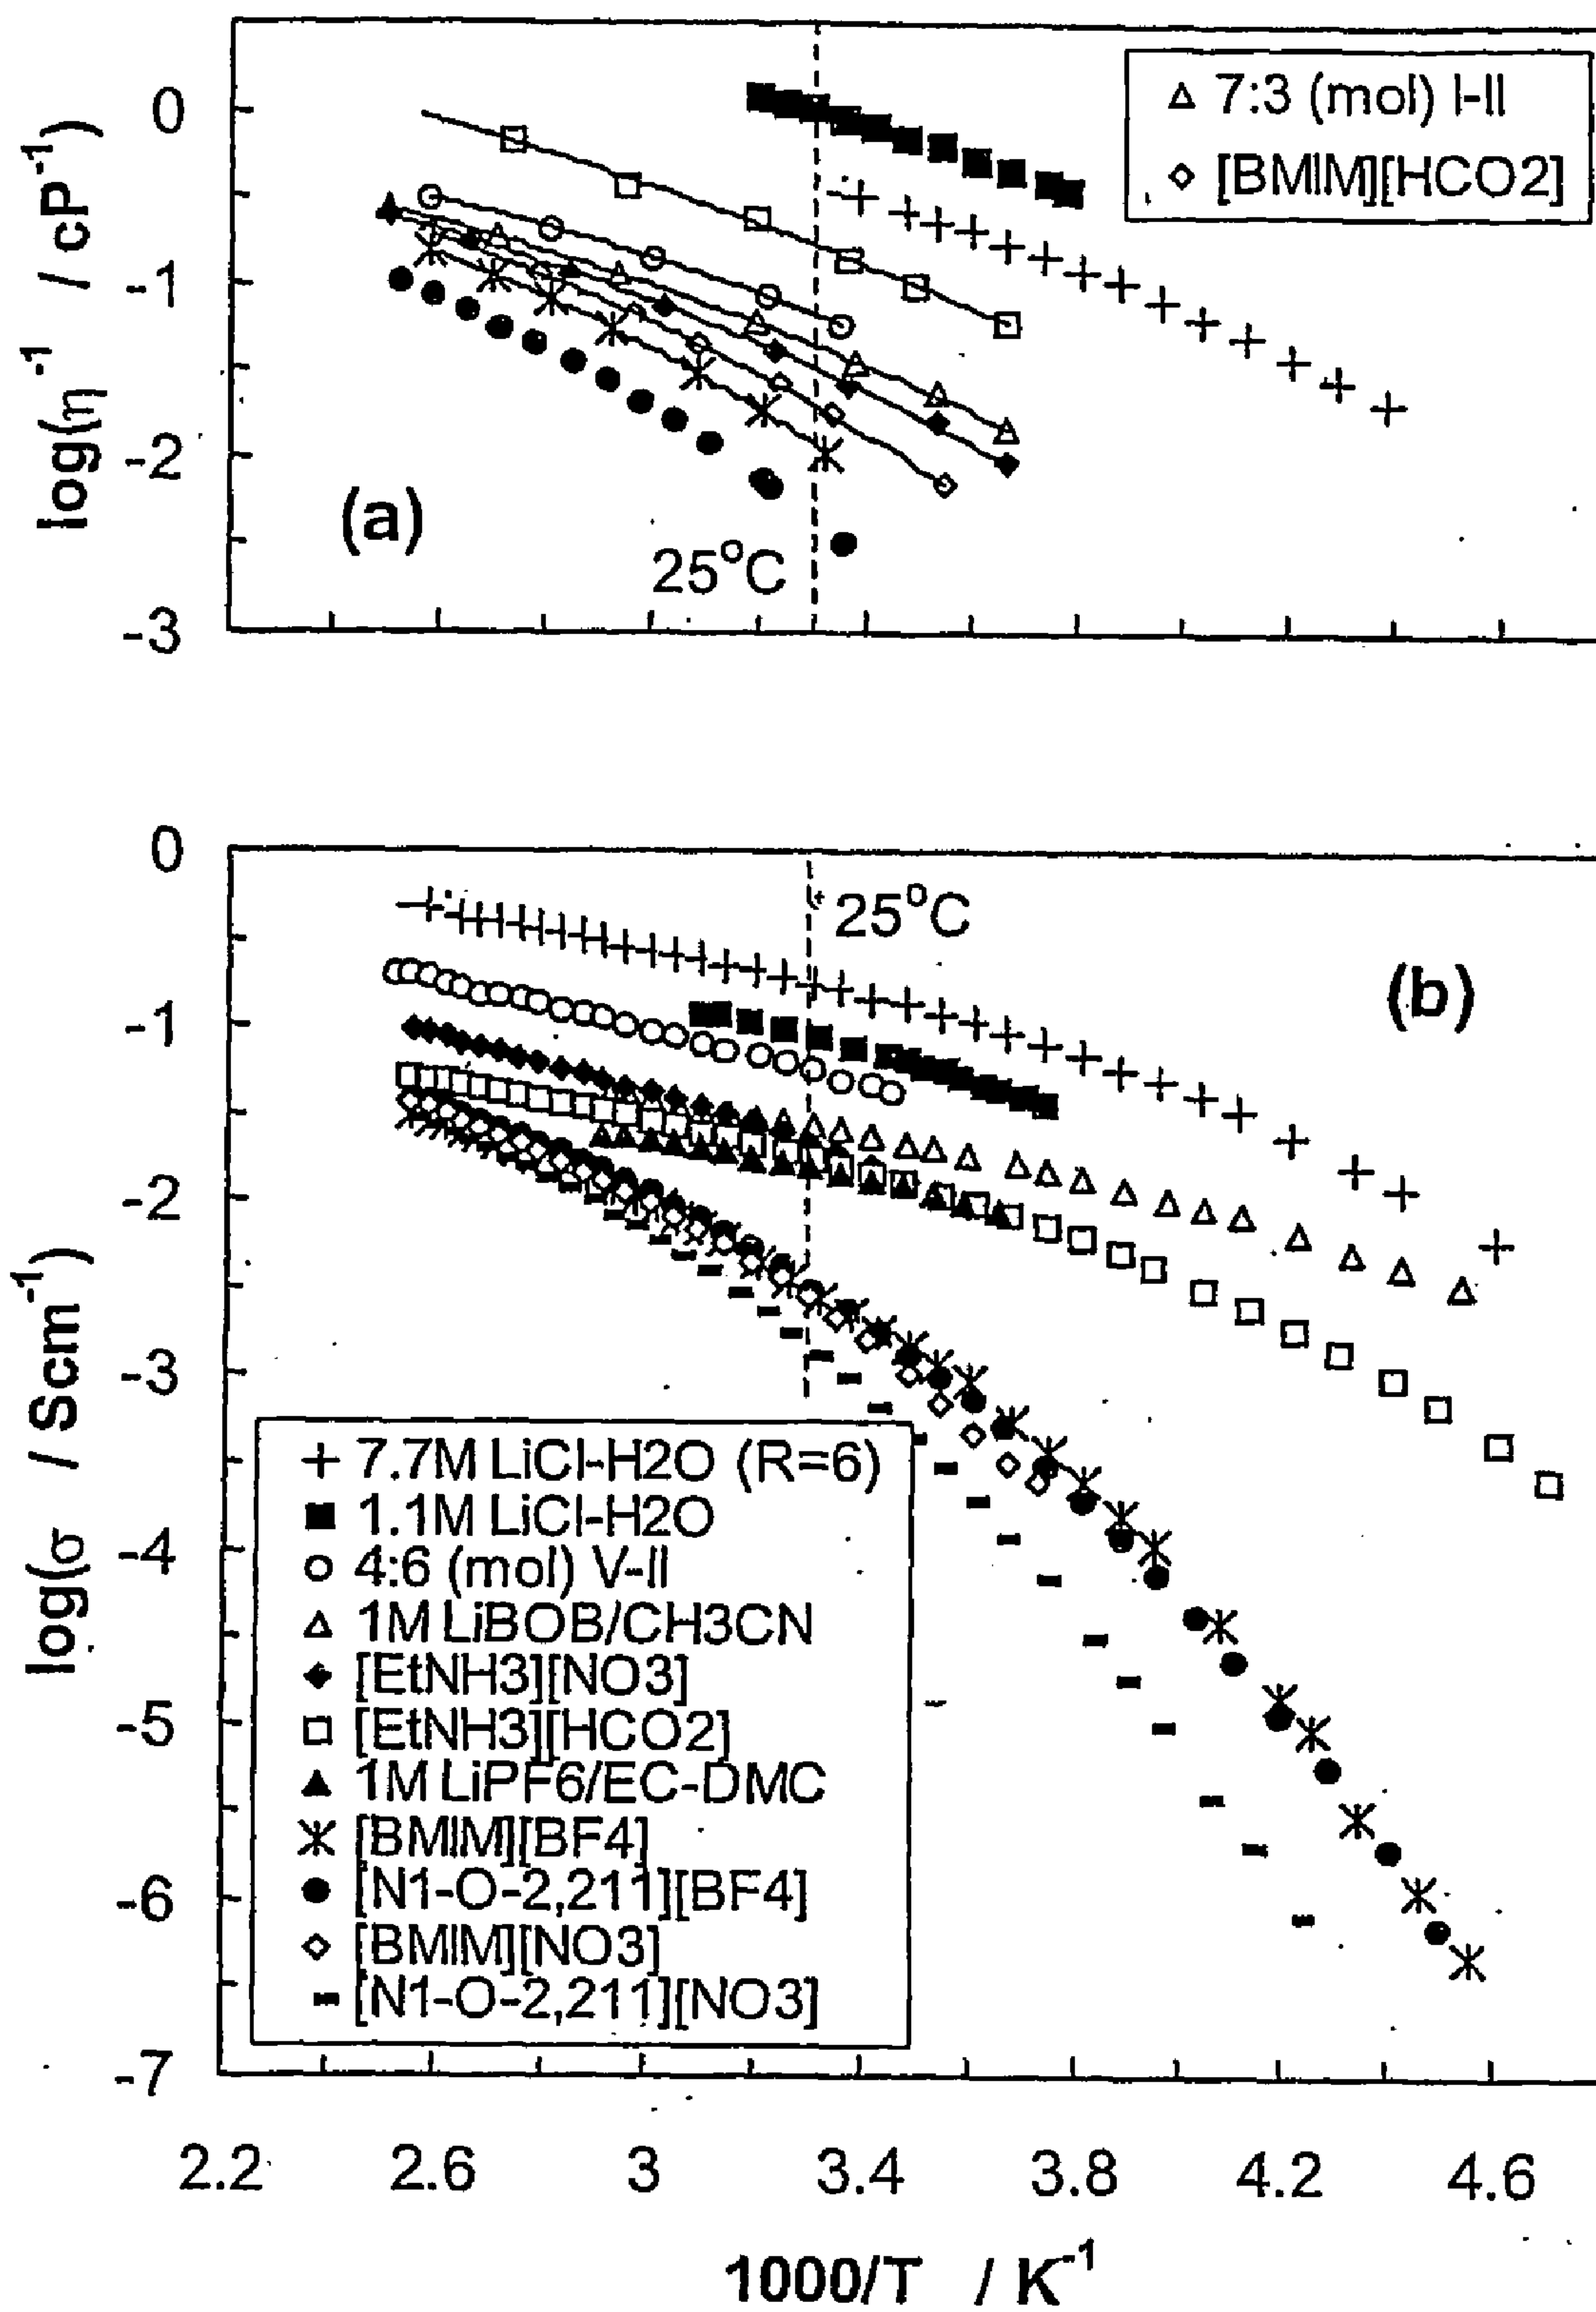 △ 7:3 (mol) I-II
◇ [BMIM][HCO2]
0
-1
-2
-3
log(η⁻¹ / cP⁻¹)
(a)
25°C
0
-1
-2
-3
-4
-5
-6
-7
log(σ / Scm⁻¹)
25°C
(b)
+ 7.7M LiCl-H2O (R=6)
■ 1.1M LiCl-H2O
○ 4:6 (mol) V-II
△ 1M LiBOB/CH3CN
◆ [EtNH3][NO3]
□ [EtNH3][HCO2]
▲ 1M LiPF6/EC-DMC
✳ [BMIM][BF4]
● [N1-O-2,211][BF4]
◇ [BMIM][NO3]
- [N1-O-2,211][NO3]
2.2 2.6 3 3.4 3.8 4.2 4.6
1000/T / K⁻¹